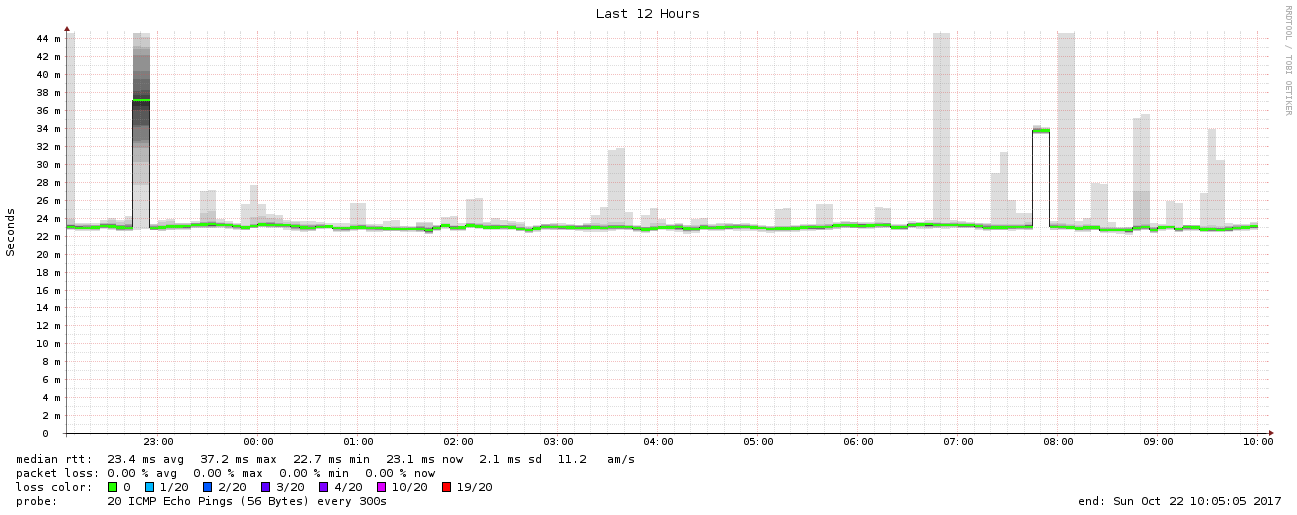 Last 12 Hours
RRDTOOL / TOBI OETIKER
Seconds
44 m
42 m
40 m
38 m
36 m
34 m
32 m
30 m
28 m
26 m
24 m
22 m
20 m
18 m
16 m
14 m
12 m
10 m
8 m
6 m
4 m
2 m
0
23:00 00:00 01:00 02:00 03:00 04:00 05:00 06:00 07:00 08:00 09:00 10:00
median rtt: 23.4 ms avg 37.2 ms max 22.7 ms min 23.1 ms now 2.1 ms sd 11.2 am/s
packet loss: 0.00 % avg 0.00 % max 0.00 % min 0.00 % now
loss color: 0 1/20 2/20 3/20 4/20 10/20 19/20
probe: 20 ICMP Echo Pings (56 Bytes) every 300s end: Sun Oct 22 10:05:05 2017